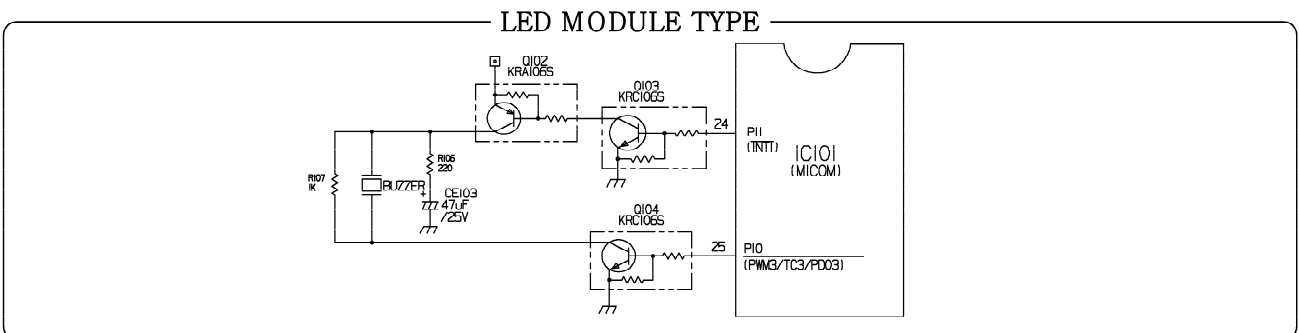 LED MODULE TYPE
Q102
KRA106S
Q103
KRC106S
24
P11
(INT1)
IC101
(MICOM)
R106
220
R107
1K
BUZZER
+
CE103
47uF
/25V
Q104
KRC106S
25
P10
(PWM3/TC3/PD03)